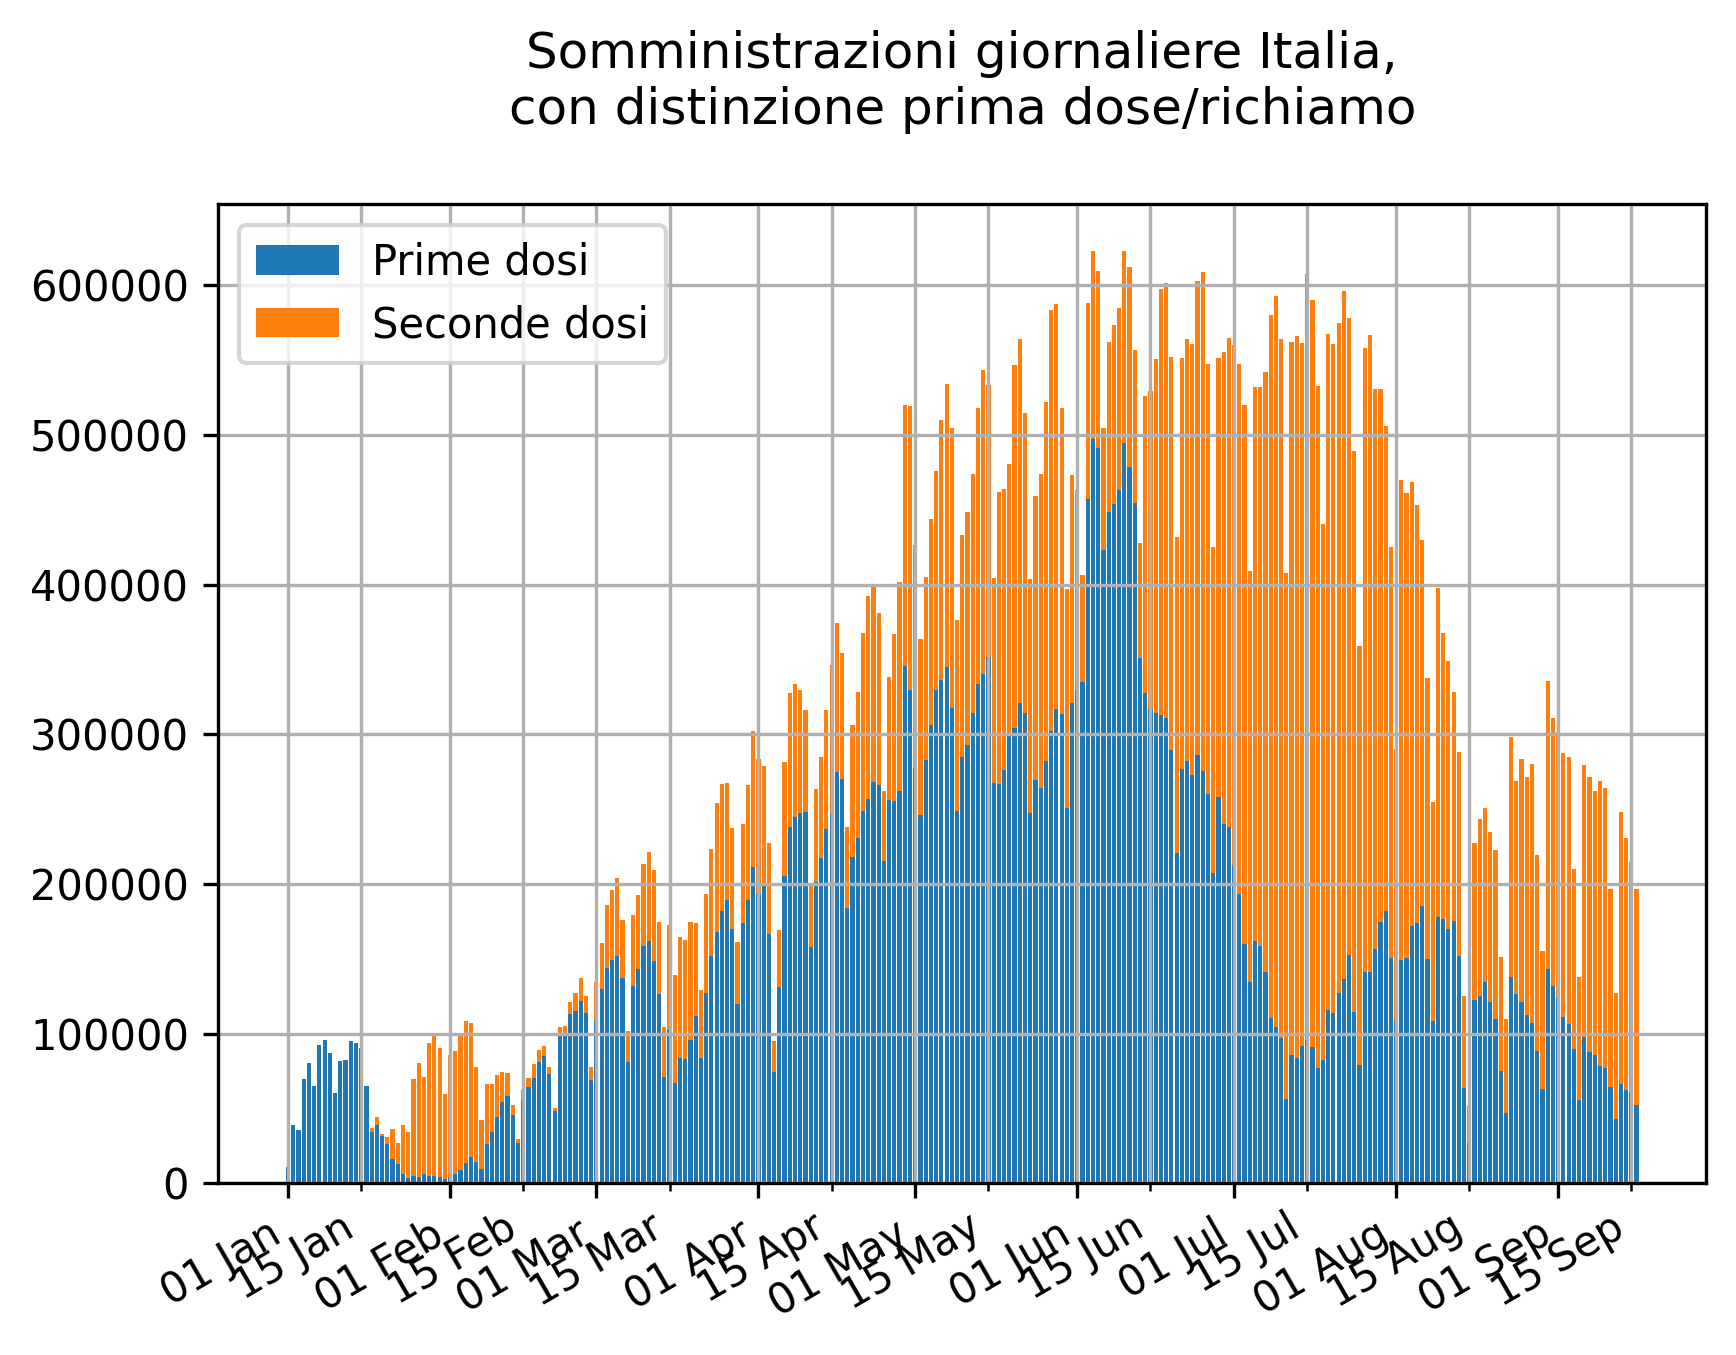 Somministrazioni giornaliere Italia,
con distinzione prima dose/richiamo
Prime dosi
Seconde dosi
600000
500000
400000
300000
200000
100000
0
01 Jan
15 Jan
01 Feb
15 Feb
01 Mar
15 Mar
01 Apr
15 Apr
01 May
15 May
01 Jun
15 Jun
01 Jul
15 Jul
01 Aug
15 Aug
01 Sep
15 Sep